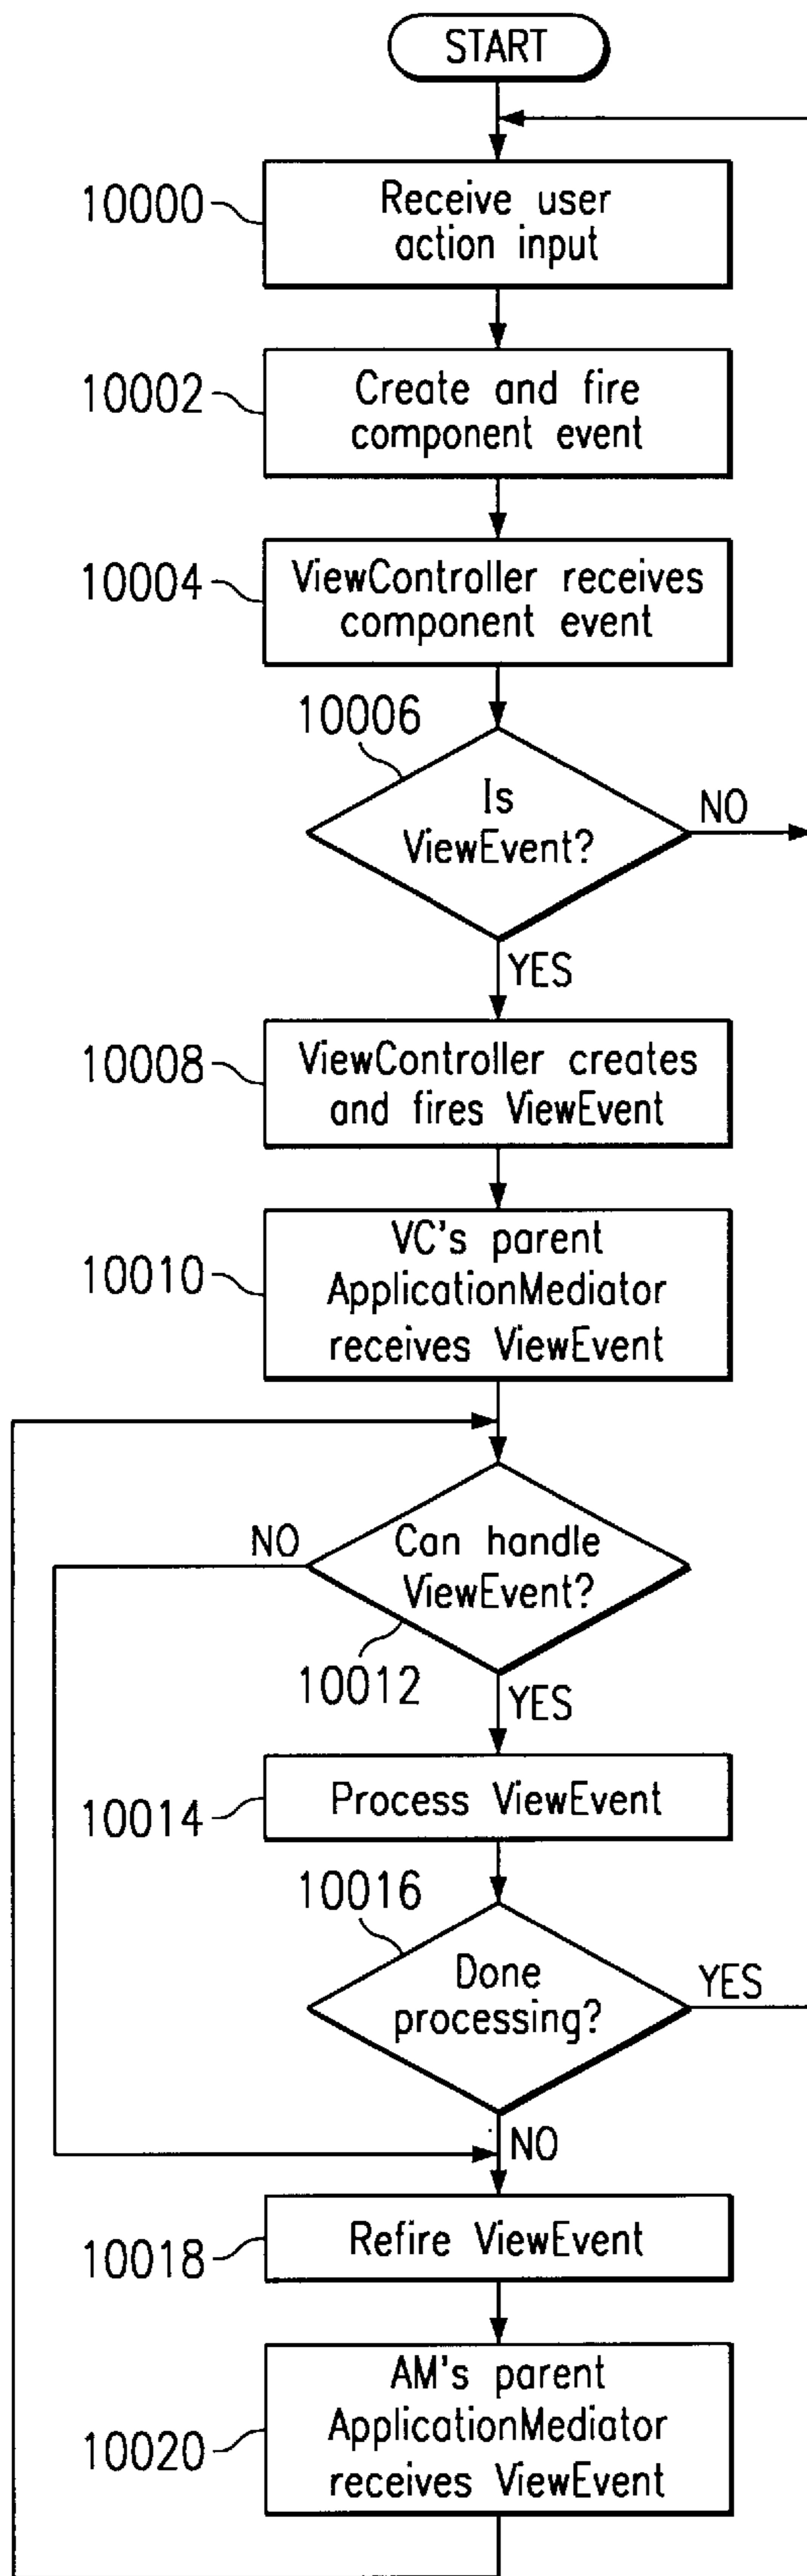 START
10000
Receive user
action input
10002
Create and fire
component event
10004
ViewController receives
component event
10006
Is
ViewEvent?
NO
YES
10008
ViewController creates
and fires ViewEvent
10010
VC's parent
ApplicationMediator
receives ViewEvent
NO
Can handle
ViewEvent?
10012
YES
10014
Process ViewEvent
10016
Done
processing?
YES
NO
10018
Refire ViewEvent
10020
AM's parent
ApplicationMediator
receives ViewEvent